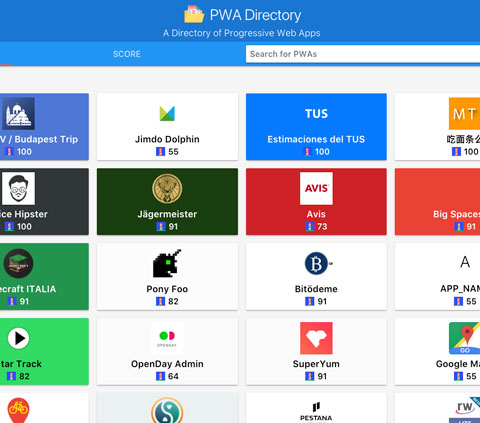 PWA Directory
A Directory of Progressive Web Apps
SCORE
Search for PWAs
TUS
MT
V / Budapest Trip
Jimdo Dolphin
Estimaciones del TUS
吃面条么
100
55
100
100
AVIS
ice Hipster
Jägermeister
Avis
Big Spaces
100
91
73
91
A
ecraft ITALIA
Pony Foo
Bitödeme
APP_NAM
91
82
91
55
OPENDAY
GO
tar Track
OpenDay Admin
SuperYum
Google Ma
82
64
91
55
rw
PESTANA
LITE